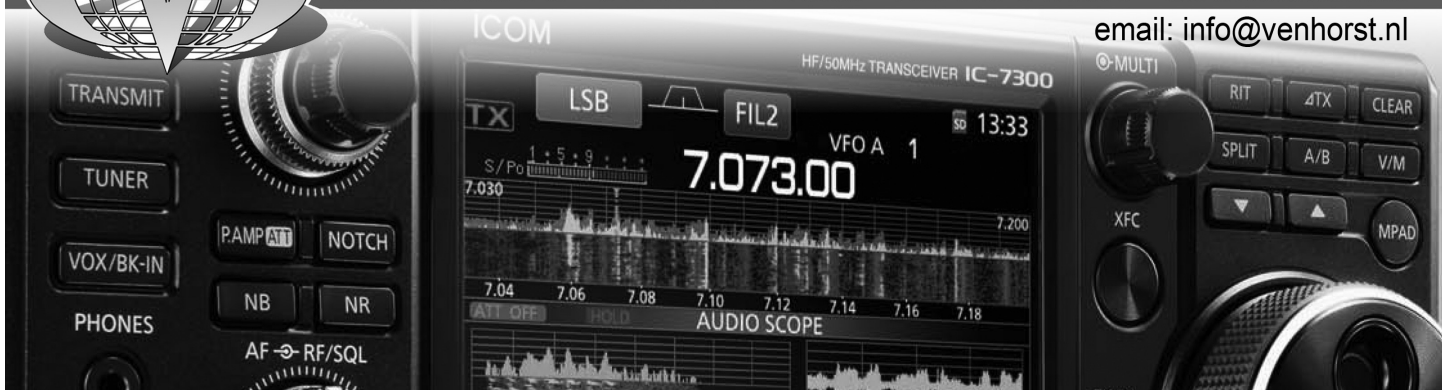 email: info@venhorst.nl
ICOM
HF/50MHz TRANSCEIVER IC-7300
MULTI
TRANSMIT
TUNER
VOX/BK-IN
PHONES
P.AMP ATT
NOTCH
NB
NR
AF RF/SQL
TX
LSB
FIL2
SD 13:33
VFO A 1
S/Po 1 • 5 • 9 • • •
7.073.00
7.030
7.200
7.04 7.06 7.08 7.10 7.12 7.14 7.16 7.18
ATT OFF
HOLD
AUDIO SCOPE
RIT
⊿TX
CLEAR
SPLIT
A/B
V/M
▼
▲
XFC
MPAD